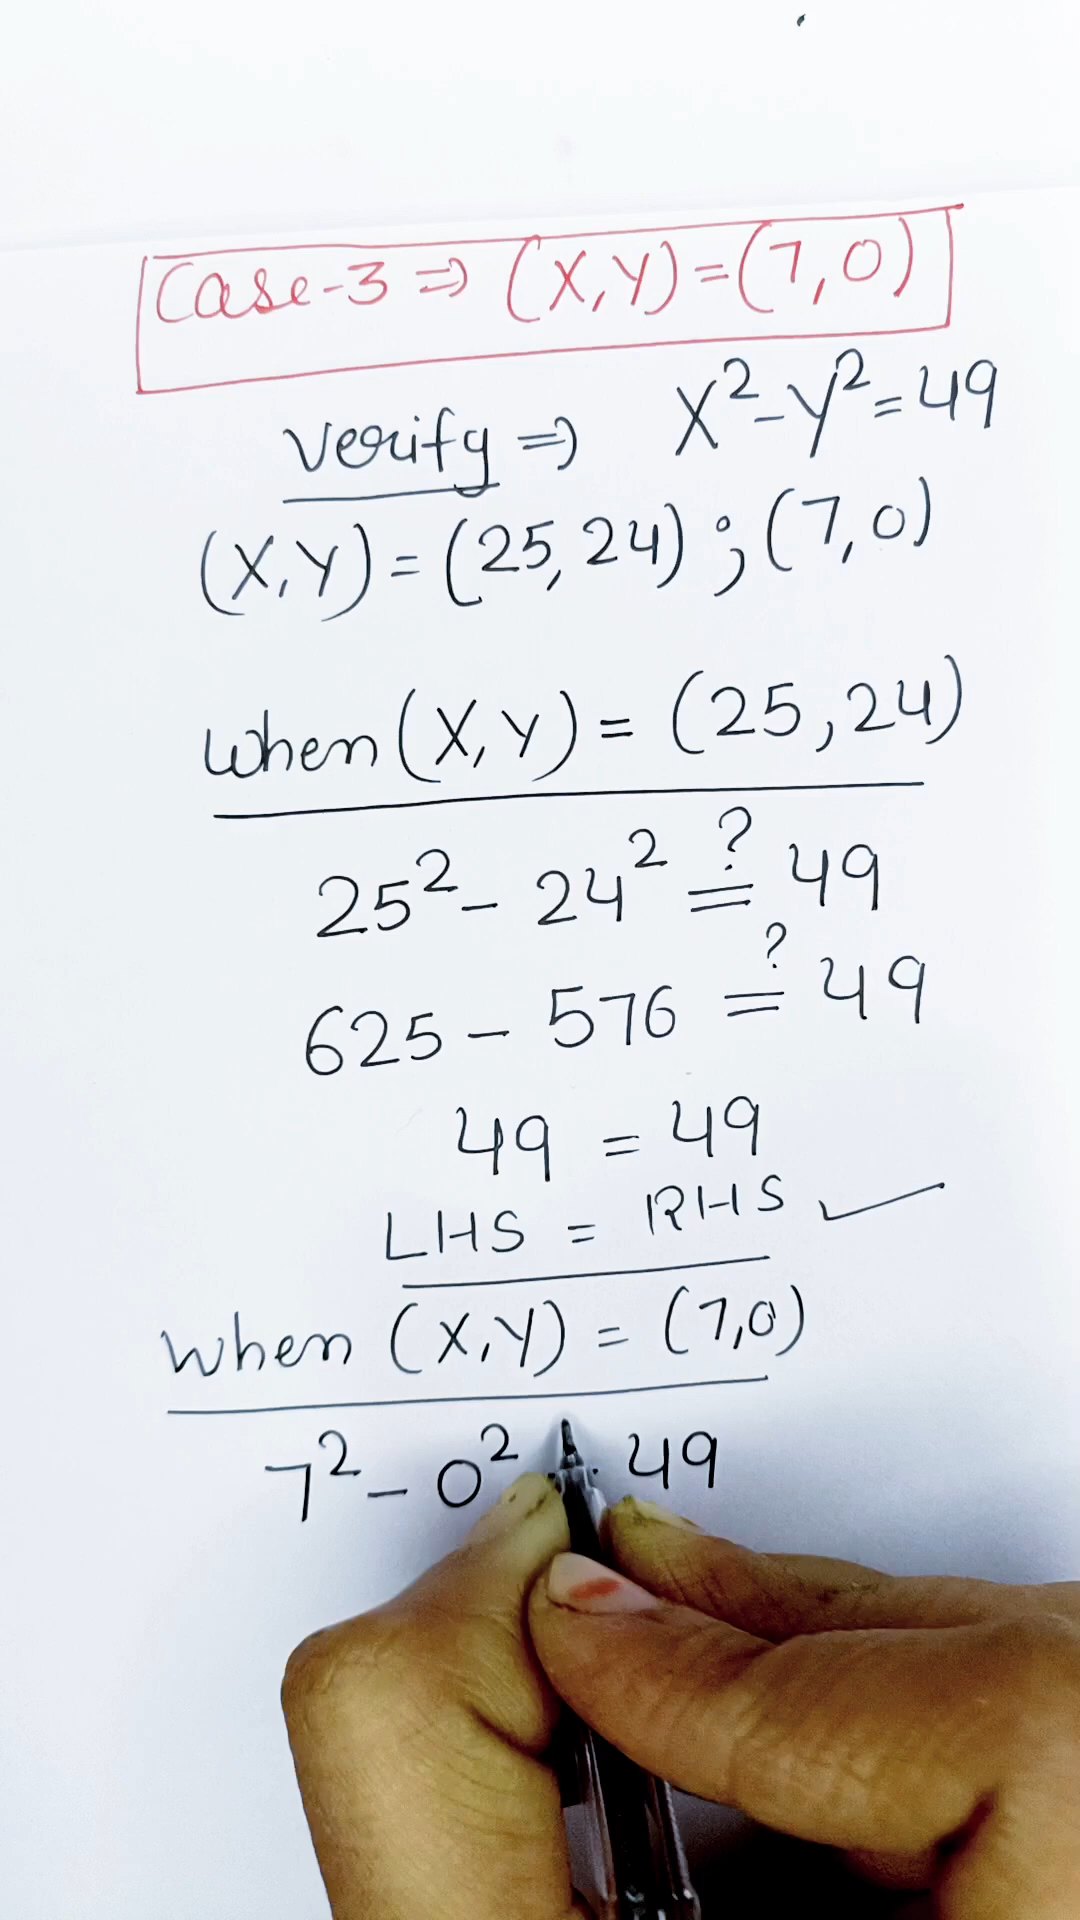 Case-3 ⇒ (X,Y)=(7,0)
Verify ⇒ X²-Y²=49
(X,Y)=(25,24);(7,0)
When (X,Y) = (25,24)
25² - 24² ?= 49
625 - 576 ?= 49
49 = 49
LHS = RHS ✓
When (X,Y) = (7,0)
7² - 0² 49